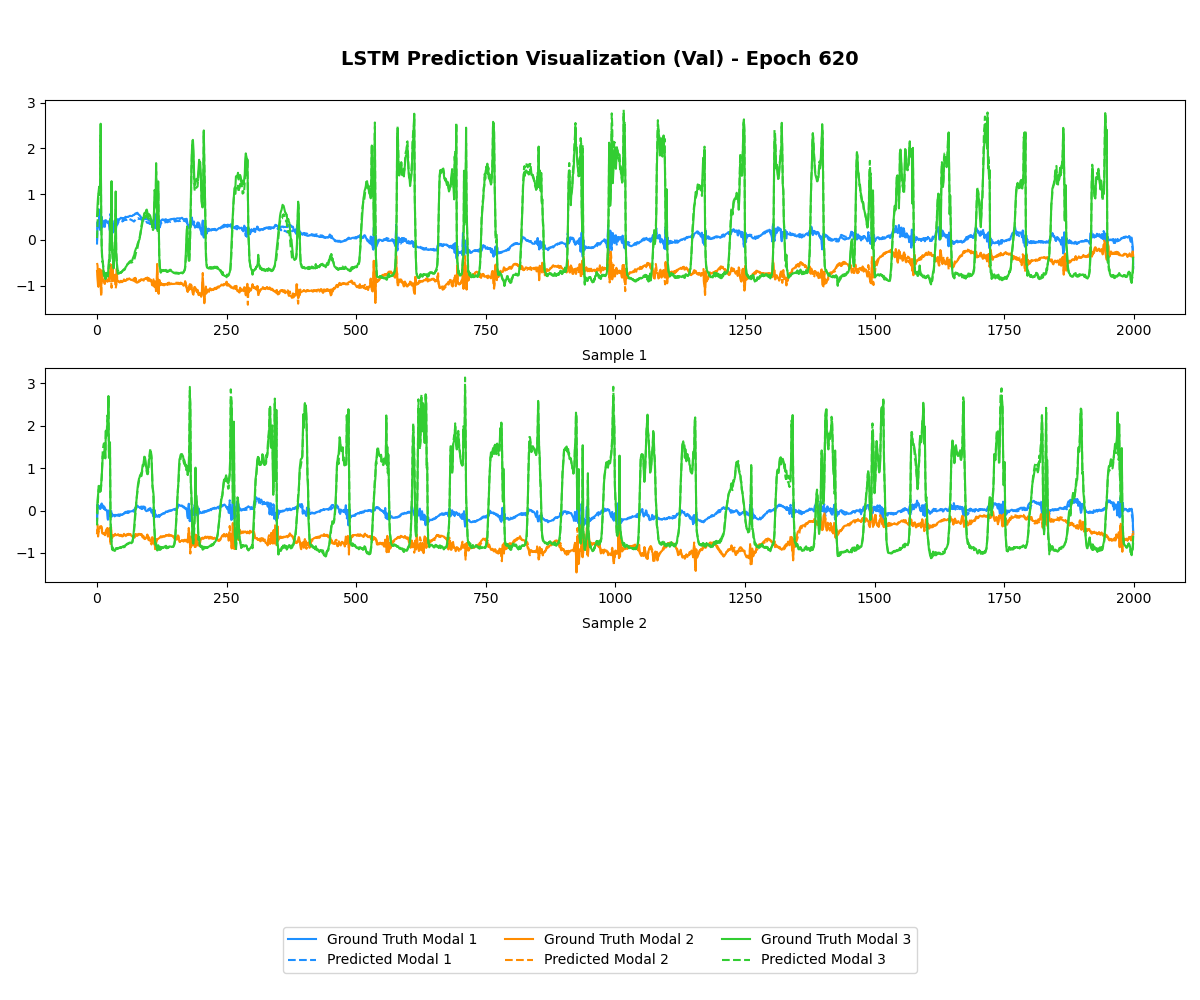 LSTM Prediction Visualization (Val) - Epoch 620
3
2
1
0
−1
0 250 500 750 1000 1250 1500 1750 2000
Sample 1
3
2
1
0
−1
0 250 500 750 1000 1250 1500 1750 2000
Sample 2
Ground Truth Modal 1 Ground Truth Modal 2 Ground Truth Modal 3
Predicted Modal 1 Predicted Modal 2 Predicted Modal 3